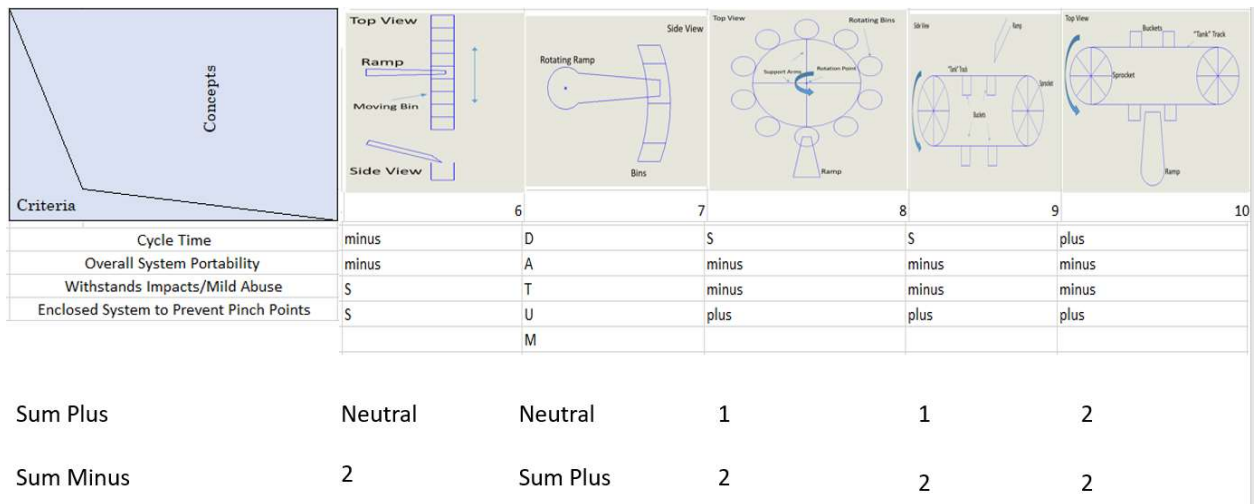 Concepts
Criteria
Top View
Ramp
Moving Bin
Side View
Side View
Rotating Ramp
Bins
Top View
Rotating Bins
Support Arms
Rotation Point
Ramp
Side View
Ramp
"Tank" Track
Sprocket
Buckets
Top View
Buckets
"Tank" Track
Sprocket
Ramp
6 7 8 9 10
Cycle Time minus D S S plus
Overall System Portability minus A minus minus minus
Withstands Impacts/Mild Abuse S T minus minus minus
Enclosed System to Prevent Pinch Points S U plus plus plus
M
Sum Plus Neutral Neutral 1 1 2
Sum Minus 2 Sum Plus 2 2 2